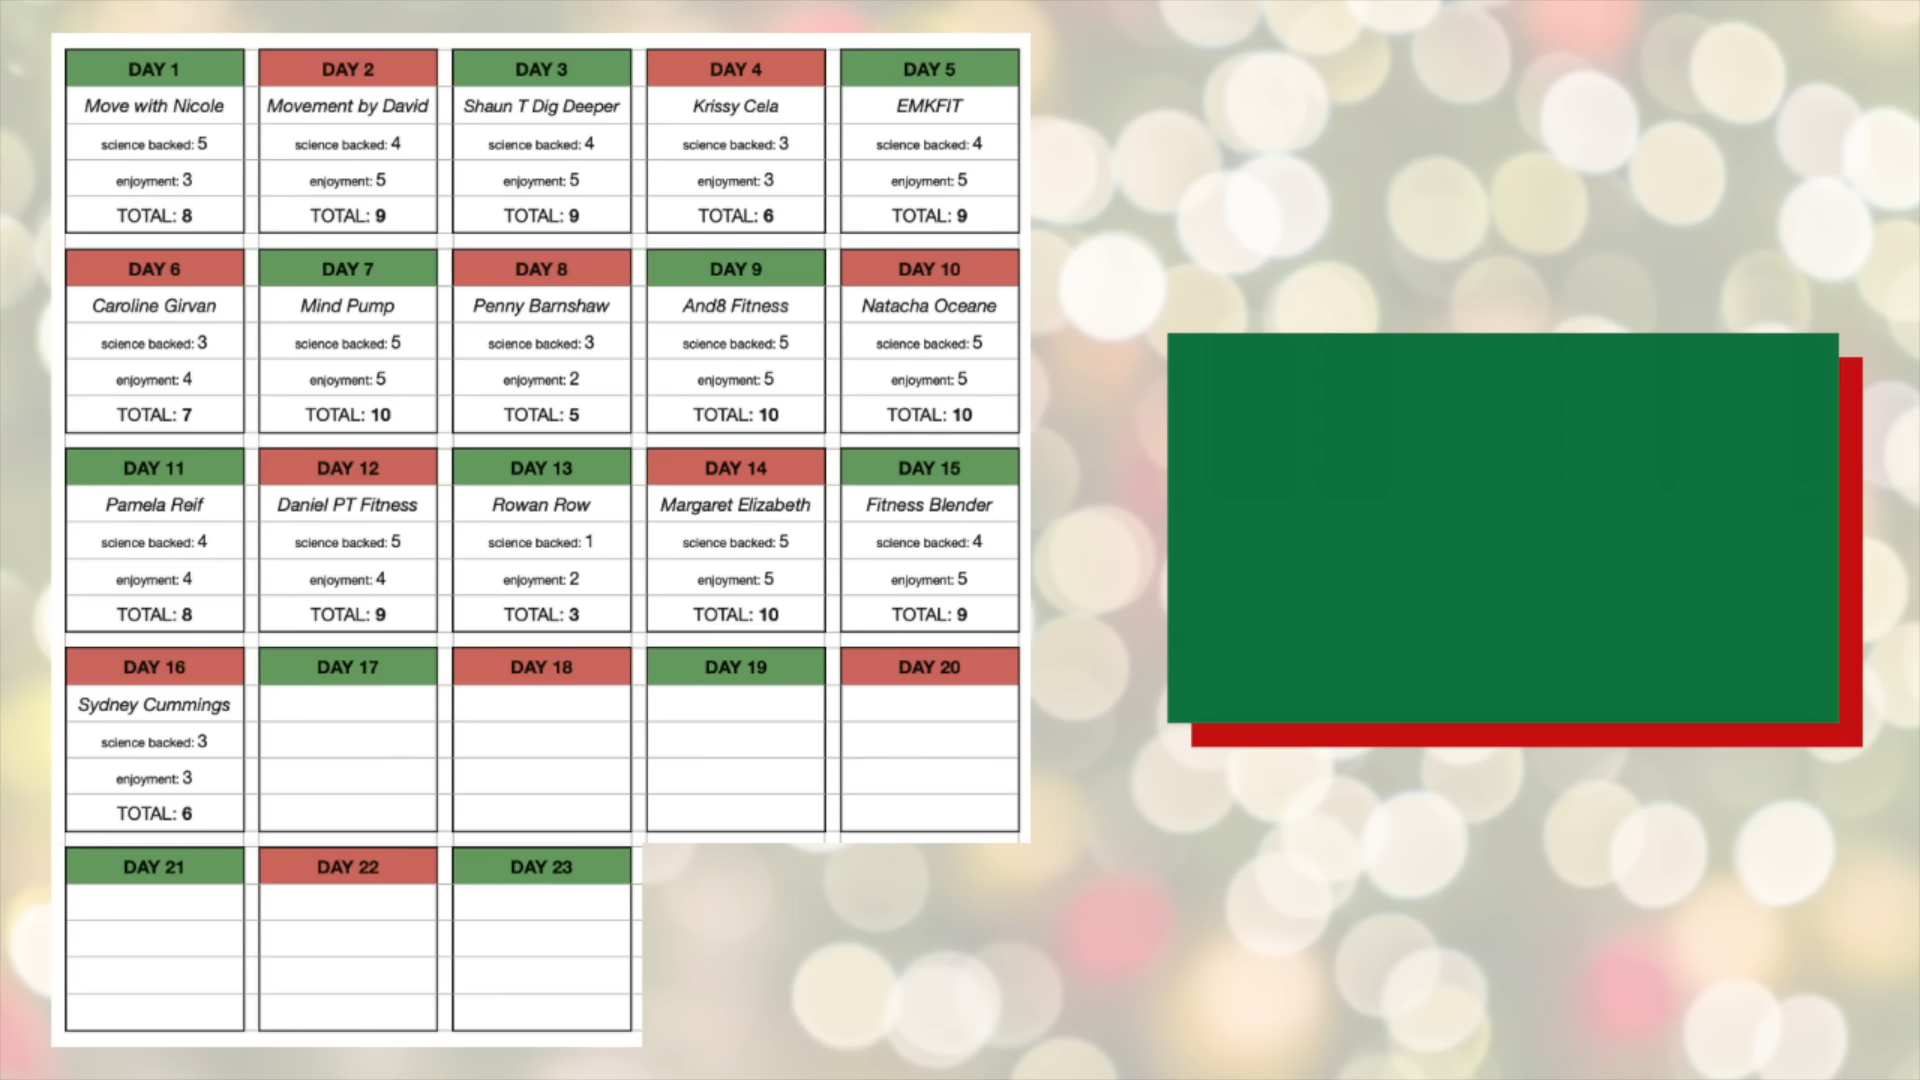 DAY 1
Move with Nicole
science backed: 5
enjoyment: 3
TOTAL: 8
DAY 2
Movement by David
science backed: 4
enjoyment: 5
TOTAL: 9
DAY 3
Shaun T Dig Deeper
science backed: 4
enjoyment: 5
TOTAL: 9
DAY 4
Krissy Cela
science backed: 3
enjoyment: 3
TOTAL: 6
DAY 5
EMKFIT
science backed: 4
enjoyment: 5
TOTAL: 9
DAY 6
Caroline Girvan
science backed: 3
enjoyment: 4
TOTAL: 7
DAY 7
Mind Pump
science backed: 5
enjoyment: 5
TOTAL: 10
DAY 8
Penny Barnshaw
science backed: 3
enjoyment: 2
TOTAL: 5
DAY 9
And8 Fitness
science backed: 5
enjoyment: 5
TOTAL: 10
DAY 10
Natacha Oceane
science backed: 5
enjoyment: 5
TOTAL: 10
DAY 11
Pamela Reif
science backed: 4
enjoyment: 4
TOTAL: 8
DAY 12
Daniel PT Fitness
science backed: 5
enjoyment: 4
TOTAL: 9
DAY 13
Rowan Row
science backed: 1
enjoyment: 2
TOTAL: 3
DAY 14
Margaret Elizabeth
science backed: 5
enjoyment: 5
TOTAL: 10
DAY 15
Fitness Blender
science backed: 4
enjoyment: 5
TOTAL: 9
DAY 16
Sydney Cummings
science backed: 3
enjoyment: 3
TOTAL: 6
DAY 17
DAY 18
DAY 19
DAY 20
DAY 21
DAY 22
DAY 23